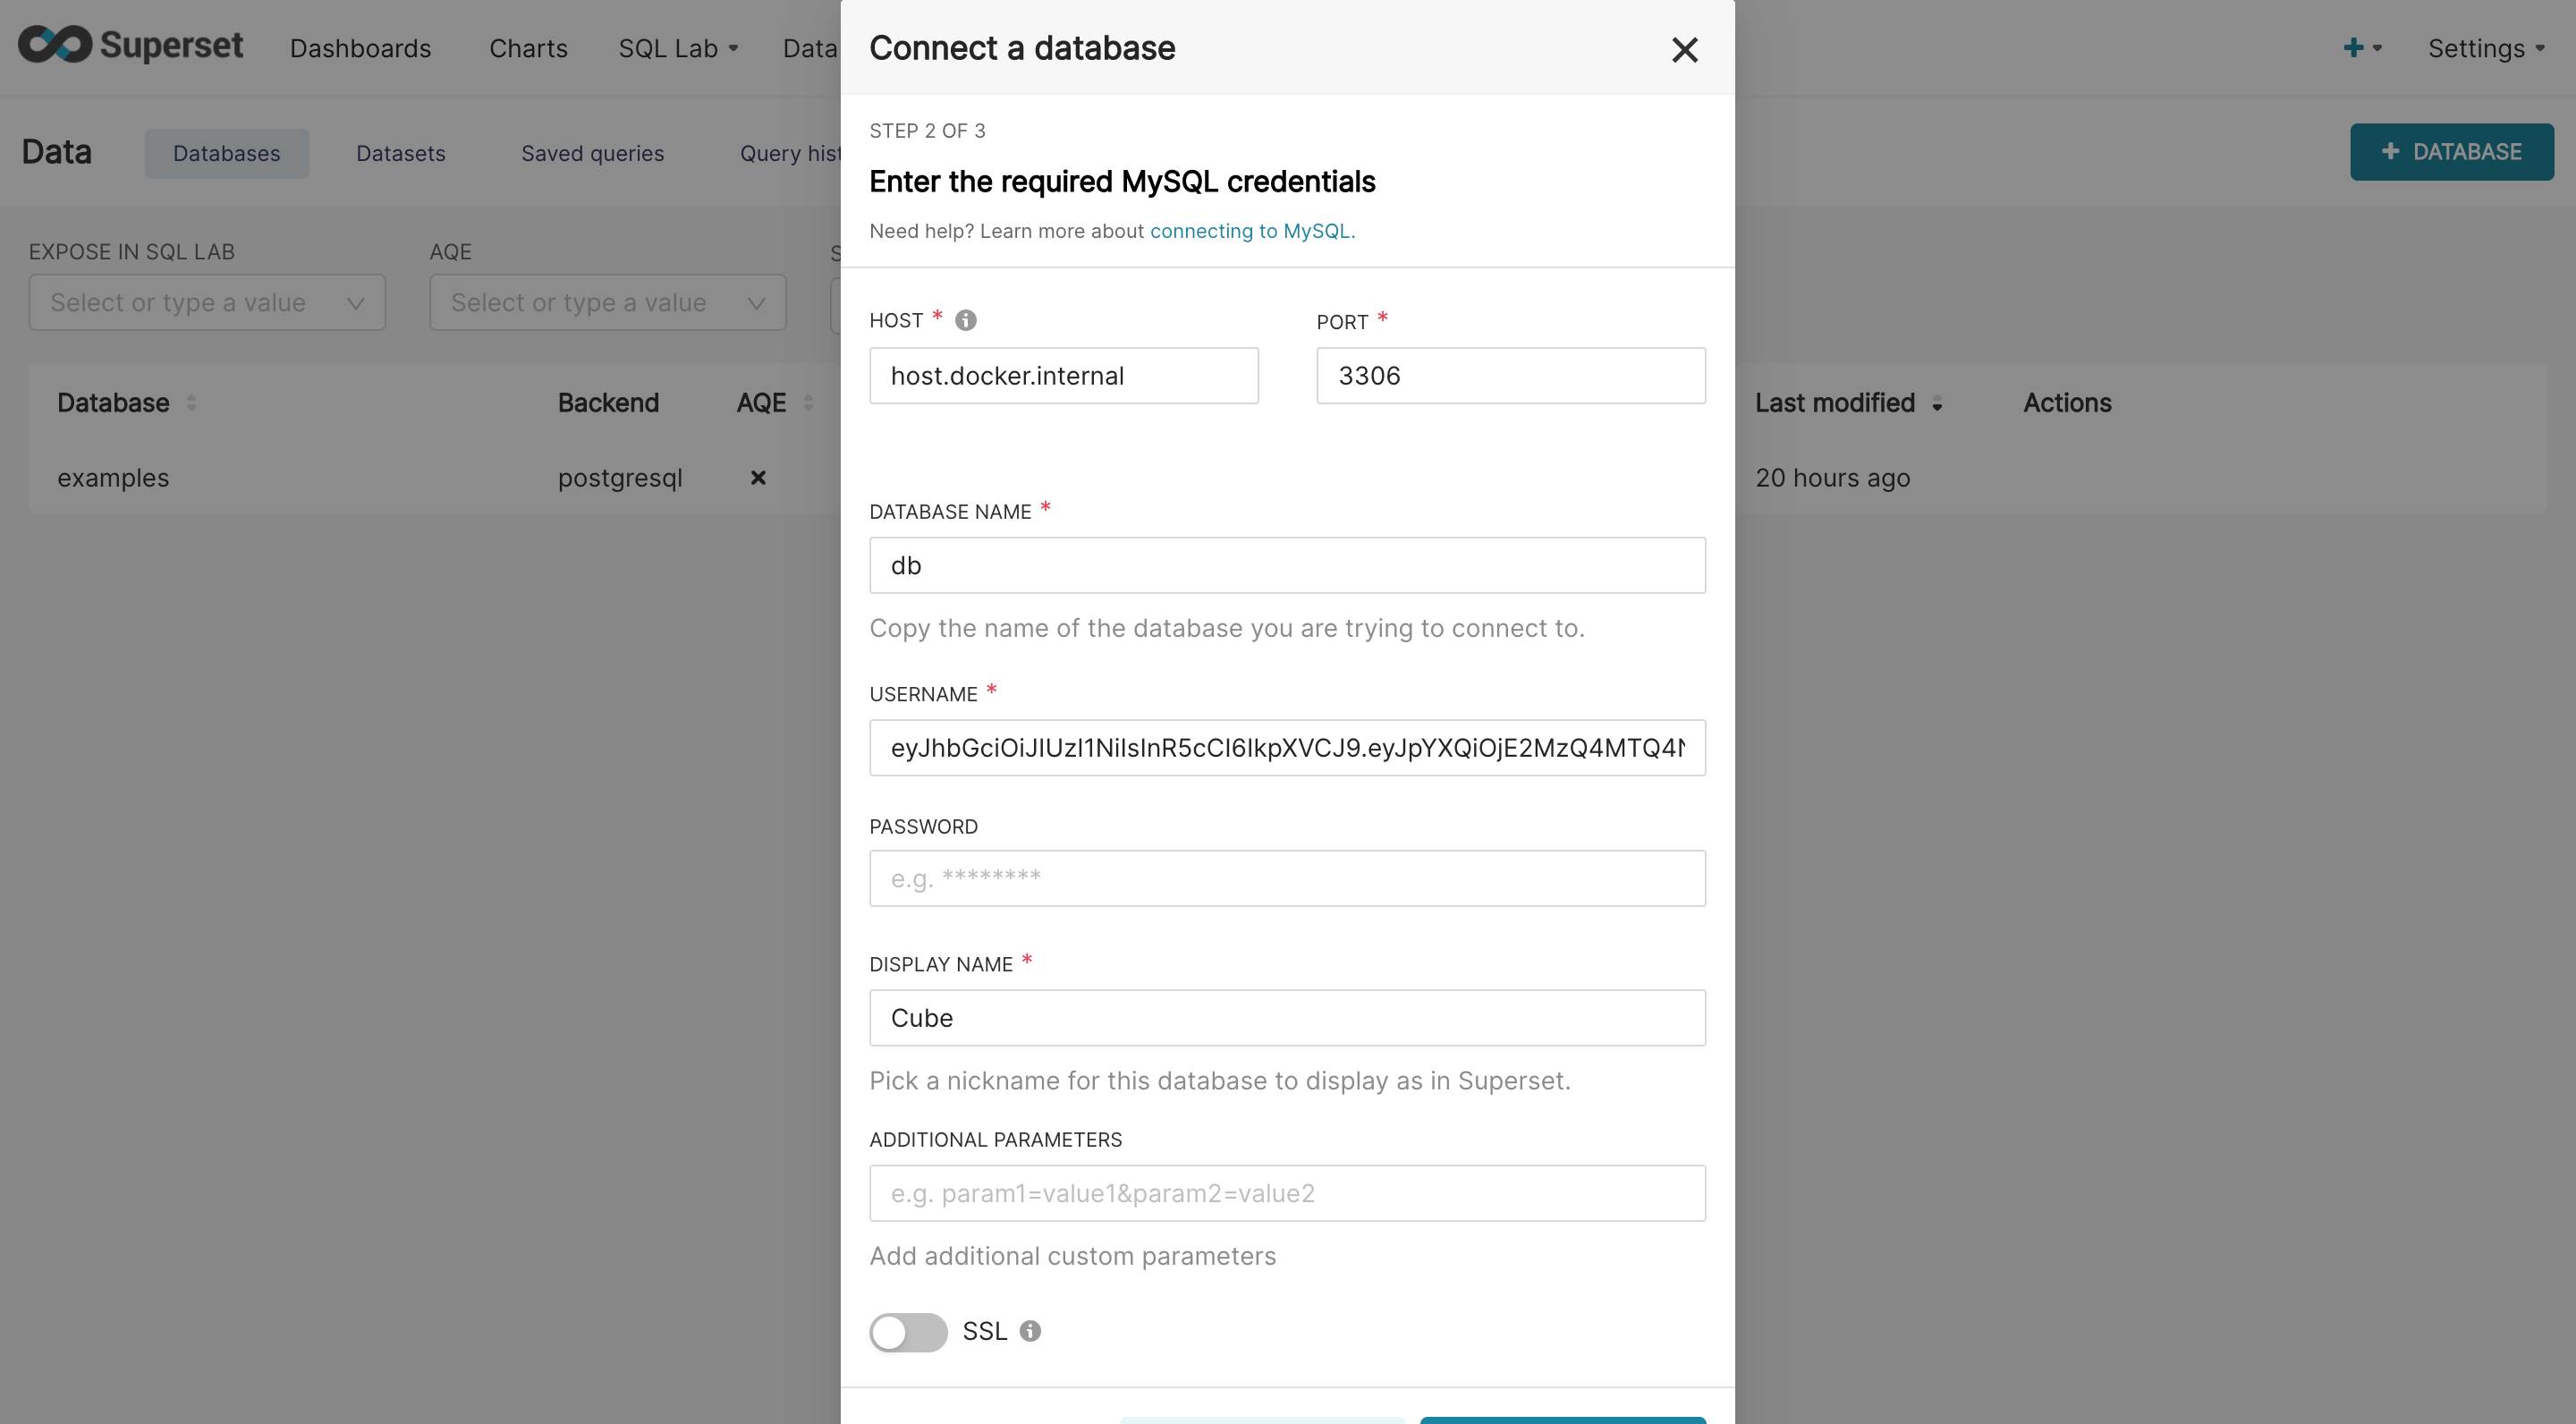 Superset Dashboards Charts SQL Lab Data Settings
Data Databases Datasets Saved queries Query + DATABASE
EXPOSE IN SQL LAB AQE
Select or type a value Select or type a value
Database Backend AQE Last modified Actions
examples postgresql 20 hours ago
Connect a database
STEP 2 OF 3
Enter the required MySQL credentials
Need help? Learn more about connecting to MySQL.
HOST * PORT *
host.docker.internal 3306
DATABASE NAME *
db
Copy the name of the database you are trying to connect to.
USERNAME *
eyJhbGciOiJIUzI1NiIsInR5cCI6IkpXVCJ9.eyJpYXQiOjE2MzQ4MTQ4N
PASSWORD
e.g. ********
DISPLAY NAME *
Cube
Pick a nickname for this database to display as in Superset.
ADDITIONAL PARAMETERS
e.g. param1=value1&param2=value2
Add additional custom parameters
SSL